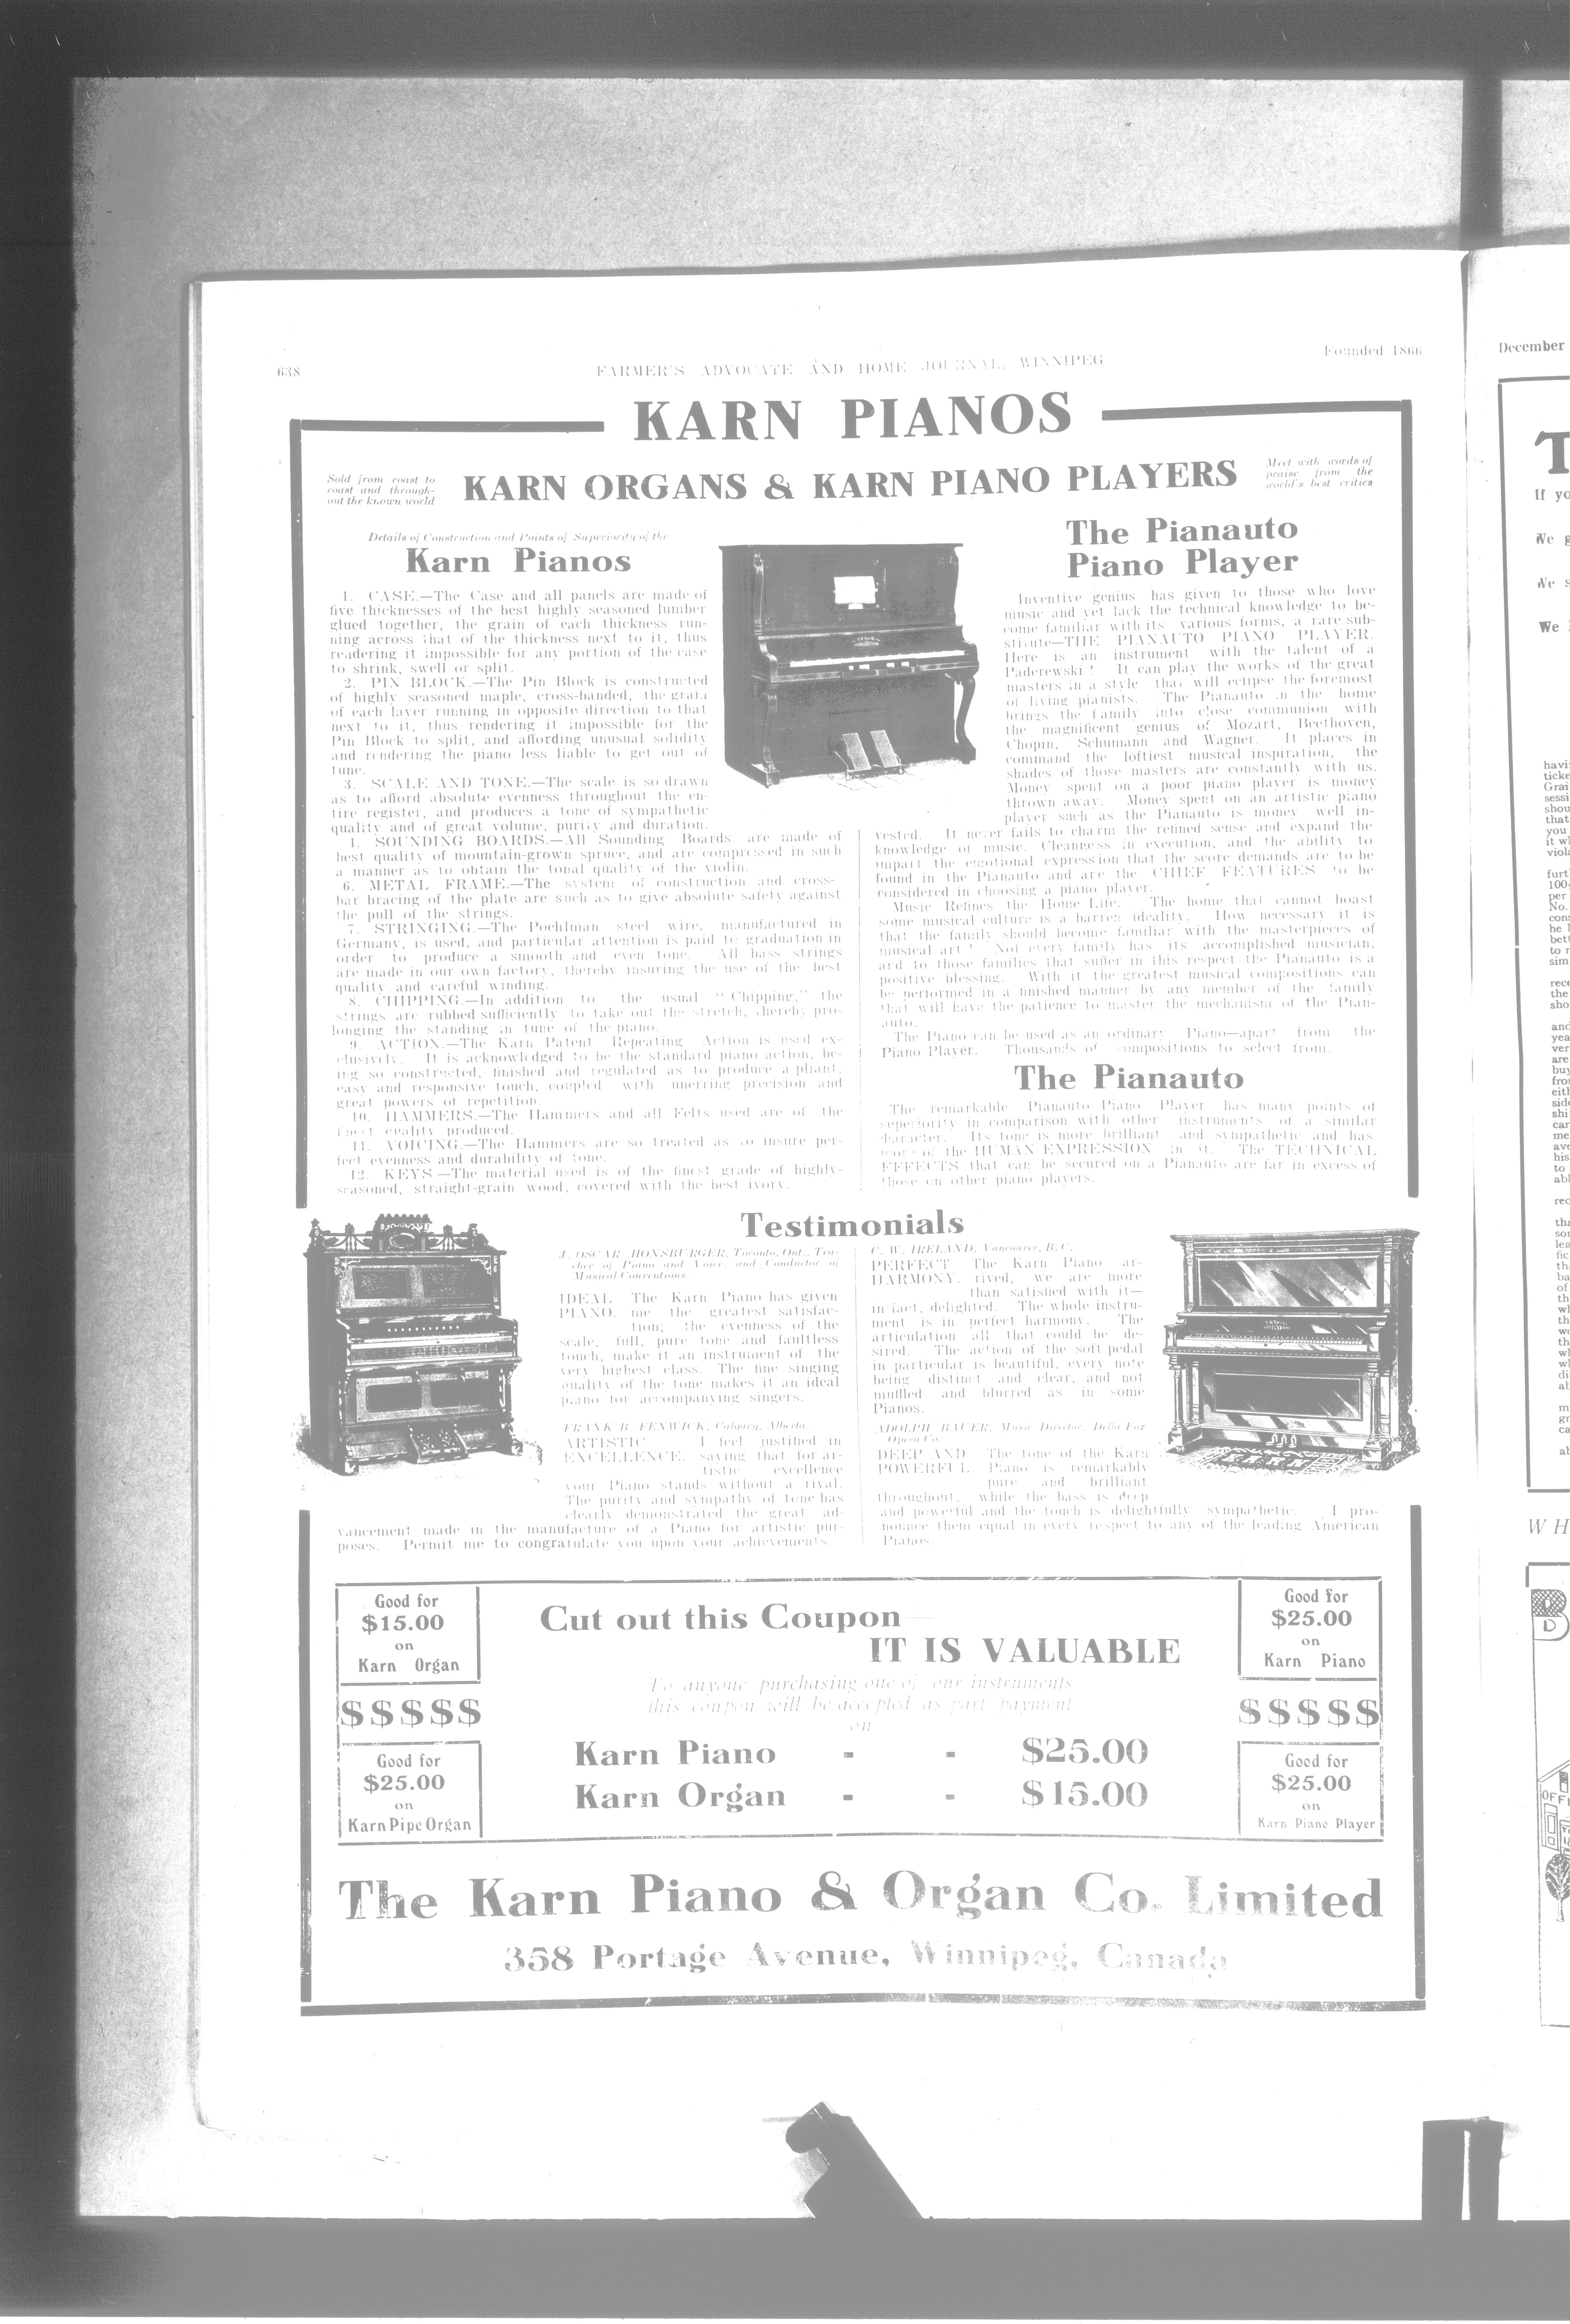 638
FARMER'S ADVOCATE AND HOME JOURNAL, WINNIPEG
Founded 1866
KARN PIANOS
Sold from coast to
coast and through-
out the known world
KARN ORGANS & KARN PIANO PLAYERS
Meet with words of
praise from the
world's best critics
Details of Construction and Points of Superiority of the
Karn Pianos
1. CASE.—The Case and all panels are made of
five thicknesses of the best highly seasoned lumber
glued together, the grain of each thickness run-
ning across that of the thickness next to it, thus
readering it impossible for any portion of the case
to shrink, swell or split.
2. PIN BLOCK.—The Pin Block is constructed
of highly seasoned maple, cross-banded, the grain
of each layer running in opposite direction to that
next to it, thus rendering it impossible for the
Pin Block to split, and affording unusual solidity
and rendering the piano less liable to get out of
tune.
3. SCALE AND TONE.—The scale is so drawn
as to afford absolute evenness throughout the en-
tire register, and produces a tone of sympathetic
quality and of great volume, purity and duration.
4. SOUNDING BOARDS.—All Sounding Boards are made of
best quality of mountain-grown spruce, and are compressed in such
a manner as to obtain the tonal quality of the violin.
6. METAL FRAME.—The system of construction and cross-
bar bracing of the plate are such as to give absolute safety against
the pull of the strings.
7. STRINGING.—The Poehlman steel wire, manufactured in
Germany, is used, and particular attention is paid to graduation in
order to produce a smooth and even tone. All bass strings
are made in our own factory, thereby insuring the use of the best
quality and careful winding.
8. CHIPPING.—In addition to the usual "Chipping," the
strings are rubbed sufficiently to take out the stretch, thereby pro-
longing the standing in tune of the piano.
9. ACTION.—The Karn Patent Repeating Action is used ex-
clusively. It is acknowledged to be the standard piano action, be-
ing so constructed, finished and regulated as to produce a pliant,
easy and responsive touch, coupled with unerring precision and
great powers of repetition.
10. HAMMERS.—The Hammers and all Felts used are of the
finest quality produced.
11. VOICING.—The Hammers are so treated as to insure per-
fect evenness and durability of tone.
12. KEYS.—The material used is of the finest grade of highly-
seasoned, straight-grain wood, covered with the best ivory.
The Pianauto
Piano Player
Inventive genius has given to those who love
music and yet lack the technical knowledge to be-
come familiar with its various forms, a rare sub-
stitute—THE PIANAUTO PIANO PLAYER.
Here is an instrument with the talent of a
Paderewski! It can play the works of the great
masters in a style that will eclipse the foremost
of living pianists. The Pianauto in the home
brings the family into close communion with
the magnificent genius of Mozart, Beethoven,
Chopin, Schumann and Wagner. It places in
command the loftiest musical inspiration, the
shades of those masters are constantly with us.
Money spent on a poor piano player is money
thrown away. Money spent on an artistic piano
player such as the Pianauto is money well in-
vested. It never fails to charm the refined sense and expand the
knowledge of music. Cleanness in execution, and the ability to
impart the emotional expression that the score demands are to be
found in the Pianauto and are the CHIEF FEATURES to be
considered in choosing a piano player.
Music Refines the Home Life. The home that cannot boast
some musical culture is a barren ideality. How necessary it is
that the family should become familiar with the masterpieces of
musical art! Not every family has its accomplished musician,
and to those families that suffer in this respect the Pianauto is a
positive blessing. With it the greatest musical compositions can
be performed in a finished manner by any member of the family
that will have the patience to master the mechanism of the Pian-
auto.
The Piano can be used as an ordinary Piano—apart from the
Piano Player. Thousands of compositions to select from.
The Pianauto
The remarkable Pianauto Piano Player has many points of
superiority in comparison with other instruments of a similar
character. Its tone is more brilliant and sympathetic and has
more of the HUMAN EXPRESSION in it. The TECHNICAL
EFFECTS that can be secured on a Pianauto are far in excess of
those on other piano players.
Testimonials
J. OSCAR HONSBURGER, Toronto, Ont., Tea-
cher of Piano and Voice, and Conductor of
Musical Conventions.
IDEAL The Karn Piano has given
PIANO. me the greatest satisfac-
tion; the evenness of the
scale, full, pure tone and faultless
touch, make it an instrument of the
very highest class. The fine singing
quality of the tone makes it an ideal
piano for accompanying singers.
FRANK B. FENWICK, Calgary, Alberta.
ARTISTIC I feel justified in
EXCELLENCE. saying that for ar-
tistic excellence
your Piano stands without a rival.
The purity and sympathy of tone has
clearly demonstrated the great ad-
vancement made in the manufacture of a Piano for artistic pur-
poses. Permit me to congratulate you upon your achievements.
C. W. IRELAND, Vancouver, B.C.
PERFECT The Karn Piano ar-
HARMONY. rived, we are more
than satisfied with it—
in fact, delighted. The whole instru-
ment is in perfect harmony. The
articulation all that could be de-
sired. The action of the soft pedal
in particular is beautiful, every note
being distinct and clear, and not
muffled and blurred as in some
Pianos.
ADOLPH BAUER, Music Director, Della Fox
Opera Co.
DEEP AND The tone of the Karn
POWERFUL. Piano is remarkably
pure and brilliant
throughout, while the bass is deep
and powerful and the touch is delightfully sympathetic. I pro-
nounce them equal in every respect to any of the leading American
Pianos.
Good for
$15.00
on
Karn Organ
$$$$$
Good for
$25.00
on
Karn Pipe Organ
Cut out this Coupon
IT IS VALUABLE
To anyone purchasing one of our instruments
this coupon will be accepted as part payment
on
Karn Piano - - $25.00
Karn Organ - - $15.00
Good for
$25.00
on
Karn Piano
$$$$$
Good for
$25.00
on
Karn Piano Player
The Karn Piano & Organ Co. Limited
358 Portage Avenue, Winnipeg, Canada
December
If yo
We g
We s
We